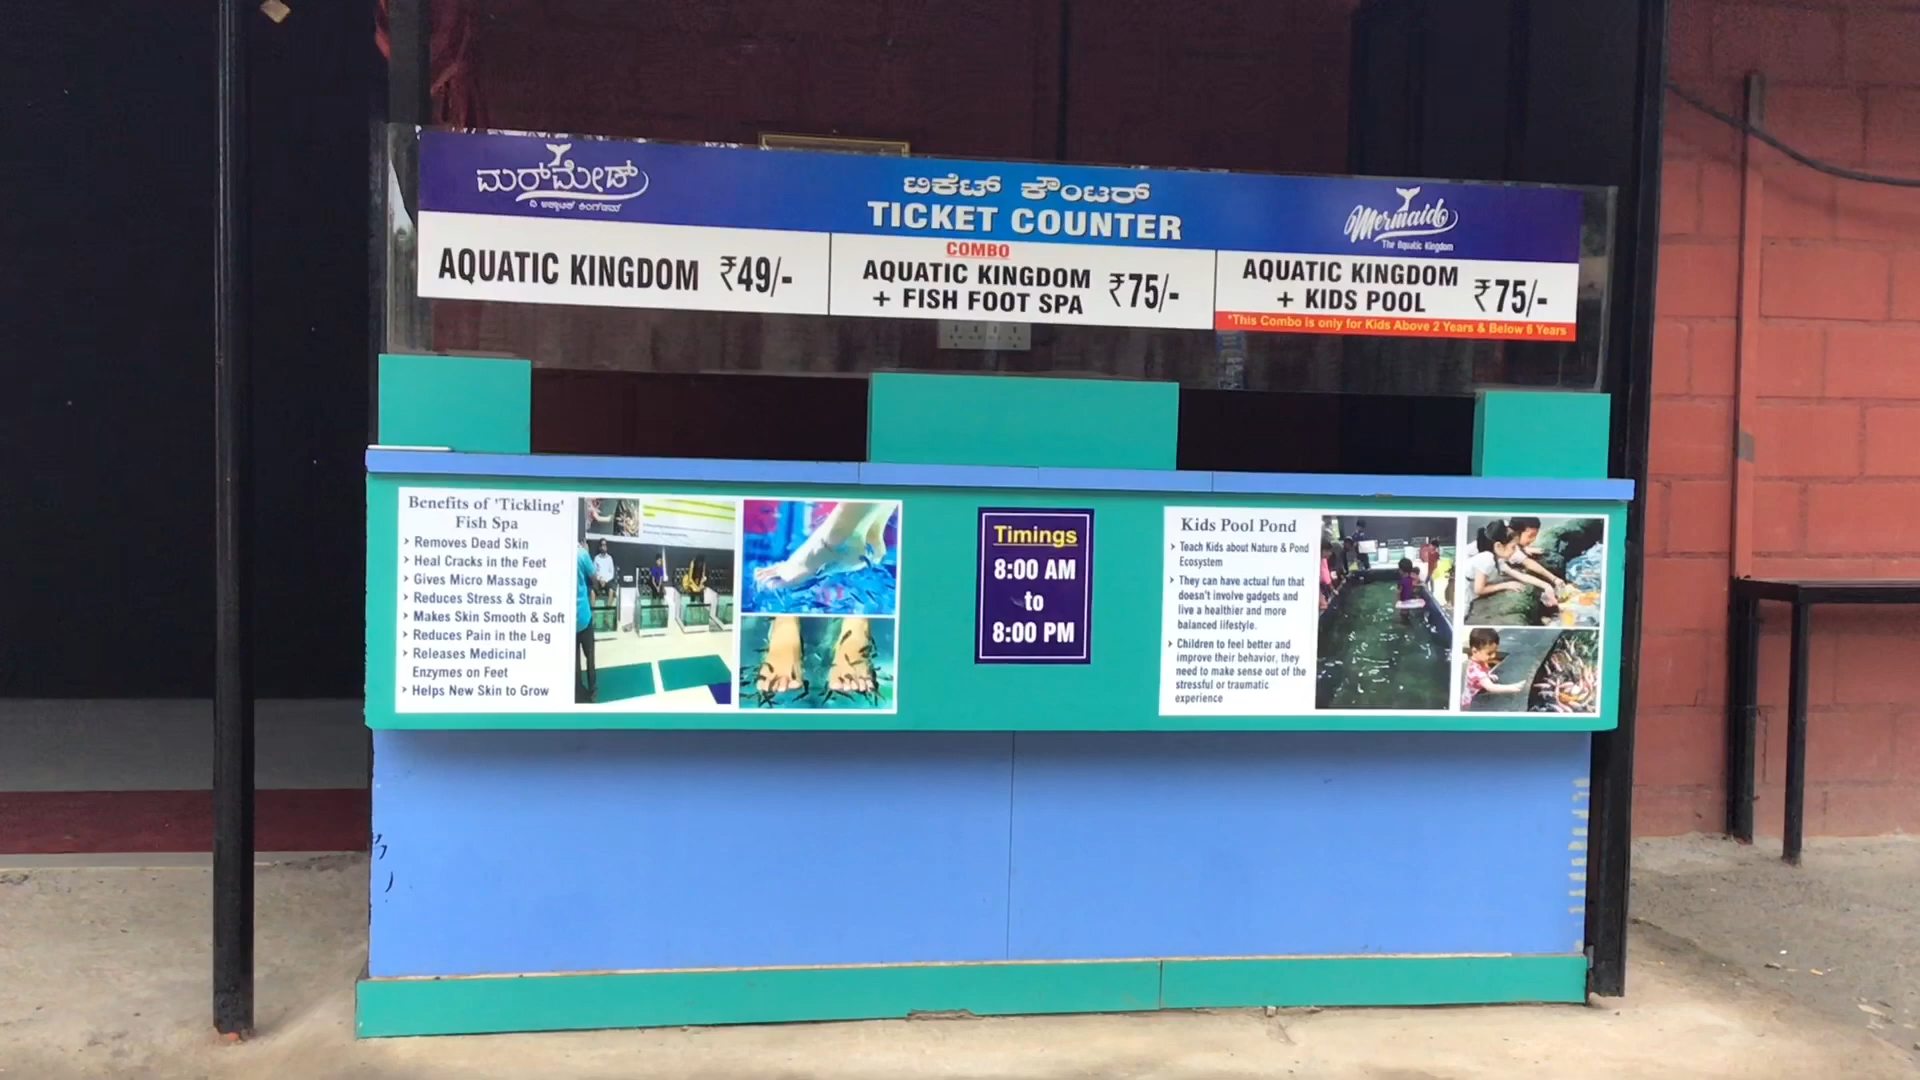 ಮರ್‌ಮೇಡ್
ದಿ ಅಕ್ವಾಟಿಕ್ ಕಿಂಗ್‌ಡಮ್
ಟಿಕೆಟ್ ಕೌಂಟರ್
TICKET COUNTER
Mermaid
The Aquatic Kingdom
AQUATIC KINGDOM ₹49/-
COMBO
AQUATIC KINGDOM
+ FISH FOOT SPA ₹75/-
AQUATIC KINGDOM
+ KIDS POOL ₹75/-
*This Combo is only for Kids Above 2 Years & Below 6 Years
Benefits of 'Tickling'
Fish Spa
› Removes Dead Skin
› Heal Cracks in the Feet
› Gives Micro Massage
› Reduces Stress & Strain
› Makes Skin Smooth & Soft
› Reduces Pain in the Leg
› Releases Medicinal
Enzymes on Feet
› Helps New Skin to Grow
Timings
8:00 AM
to
8:00 PM
Kids Pool Pond
› Teach Kids about Nature & Pond
Ecosystem
› They can have actual fun that
doesn't involve gadgets and
live a healthier and more
balanced lifestyle.
› Children to feel better and
improve their behavior, they
need to make sense out of the
stressful or traumatic
experience